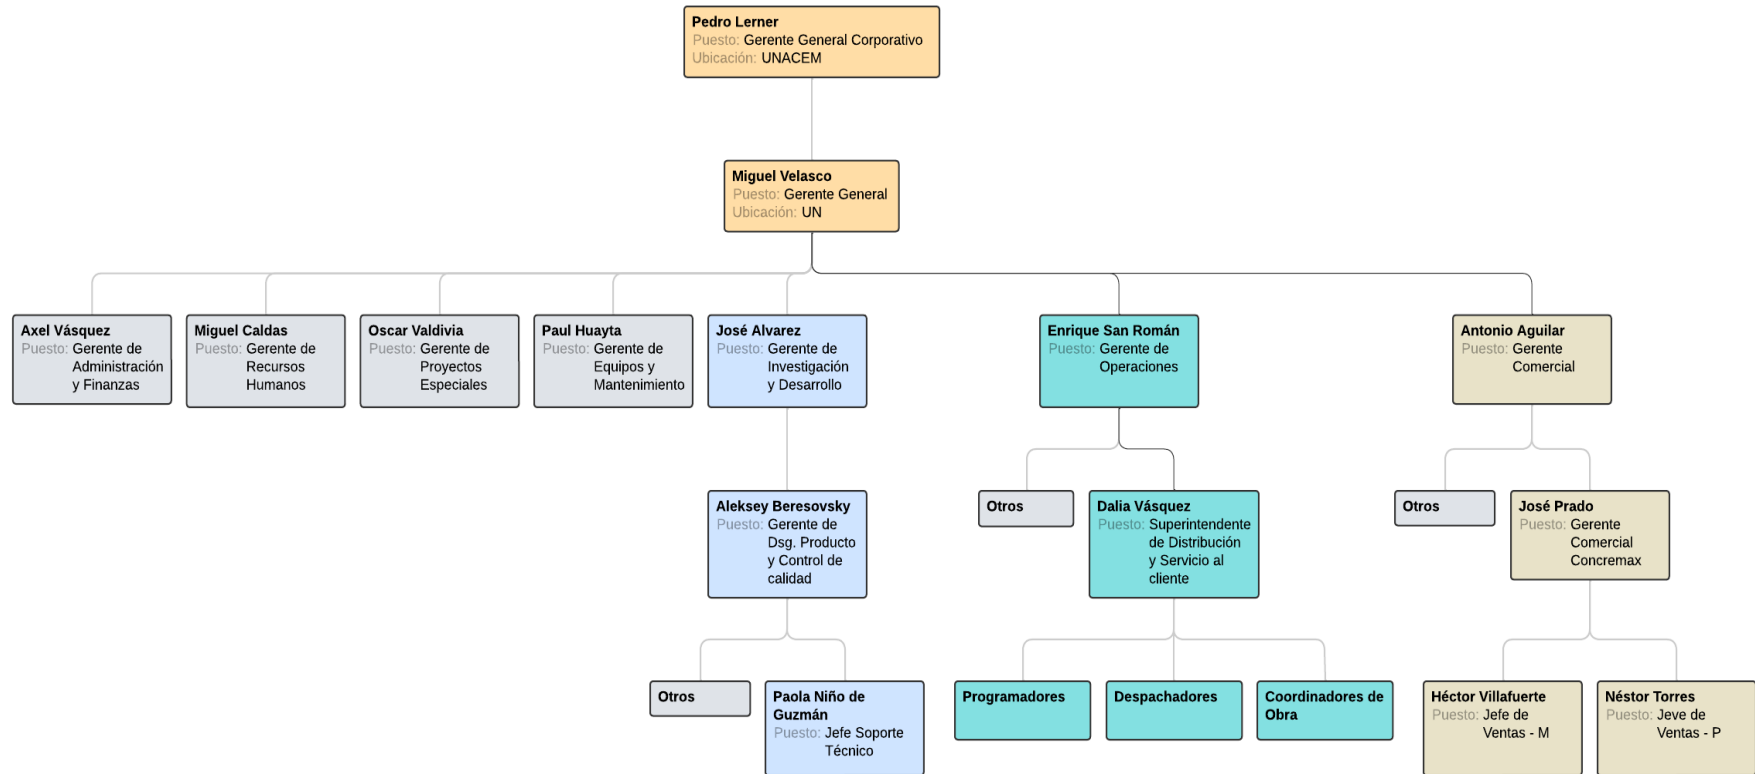 Pedro Lerner
Puesto: Gerente General Corporativo
Ubicación: UNACEM
Miguel Velasco
Puesto: Gerente General
Ubicación: UN
Axel Vásquez
Puesto: Gerente de
Administración
y Finanzas
Miguel Caldas
Puesto: Gerente de
Recursos
Humanos
Oscar Valdivia
Puesto: Gerente de
Proyectos
Especiales
Paul Huayta
Puesto: Gerente de
Equipos y
Mantenimiento
José Alvarez
Puesto: Gerente de
Investigación
y Desarrollo
Enrique San Román
Puesto: Gerente de
Operaciones
Antonio Aguilar
Puesto: Gerente
Comercial
Aleksey Beresovsky
Puesto: Gerente de
Dsg. Producto
y Control de
calidad
Otros
Dalia Vásquez
Puesto: Superintendente
de Distribución
y Servicio al
cliente
Otros
José Prado
Puesto: Gerente
Comercial
Concremax
Otros
Paola Niño de
Guzmán
Puesto: Jefe Soporte
Técnico
Programadores
Despachadores
Coordinadores de
Obra
Héctor Villafuerte
Puesto: Jefe de
Ventas - M
Néstor Torres
Puesto: Jeve de
Ventas - P